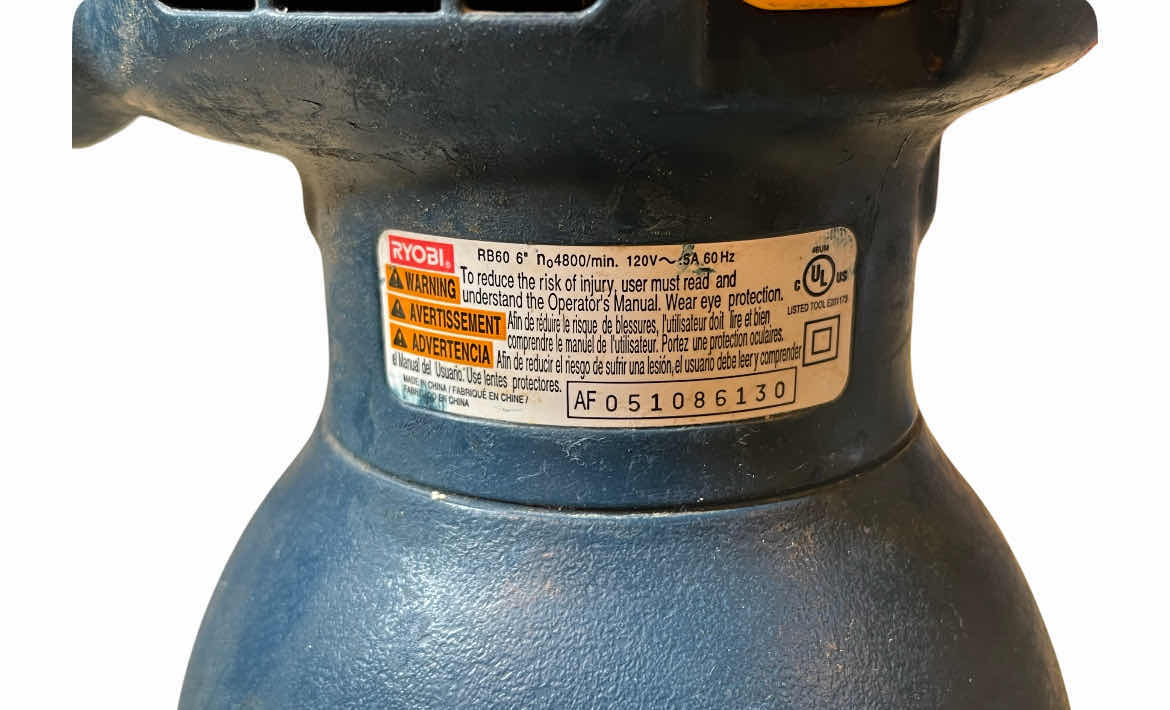 RYOBI®
RB60 6" n₀4800/min. 120V~ .5A 60 Hz
WARNING To reduce the risk of injury, user must read and
understand the Operator's Manual. Wear eye protection.
AVERTISSEMENT Afin de réduire le risque de blessures, l'utilisateur doit lire et bien
comprendre le manuel de l'utilisateur. Portez une protection oculaires.
ADVERTENCIA Afin de reducir el riesgo de sufrir una lesión, el usuario debe leer y comprender
el Manual del Usuario. Use lentes protectores.
MADE IN CHINA / FABRIQUÉ EN CHINE /
FABRICADO EN CHINA
AF 051086130
46UM
C UL US
LISTED TOOL